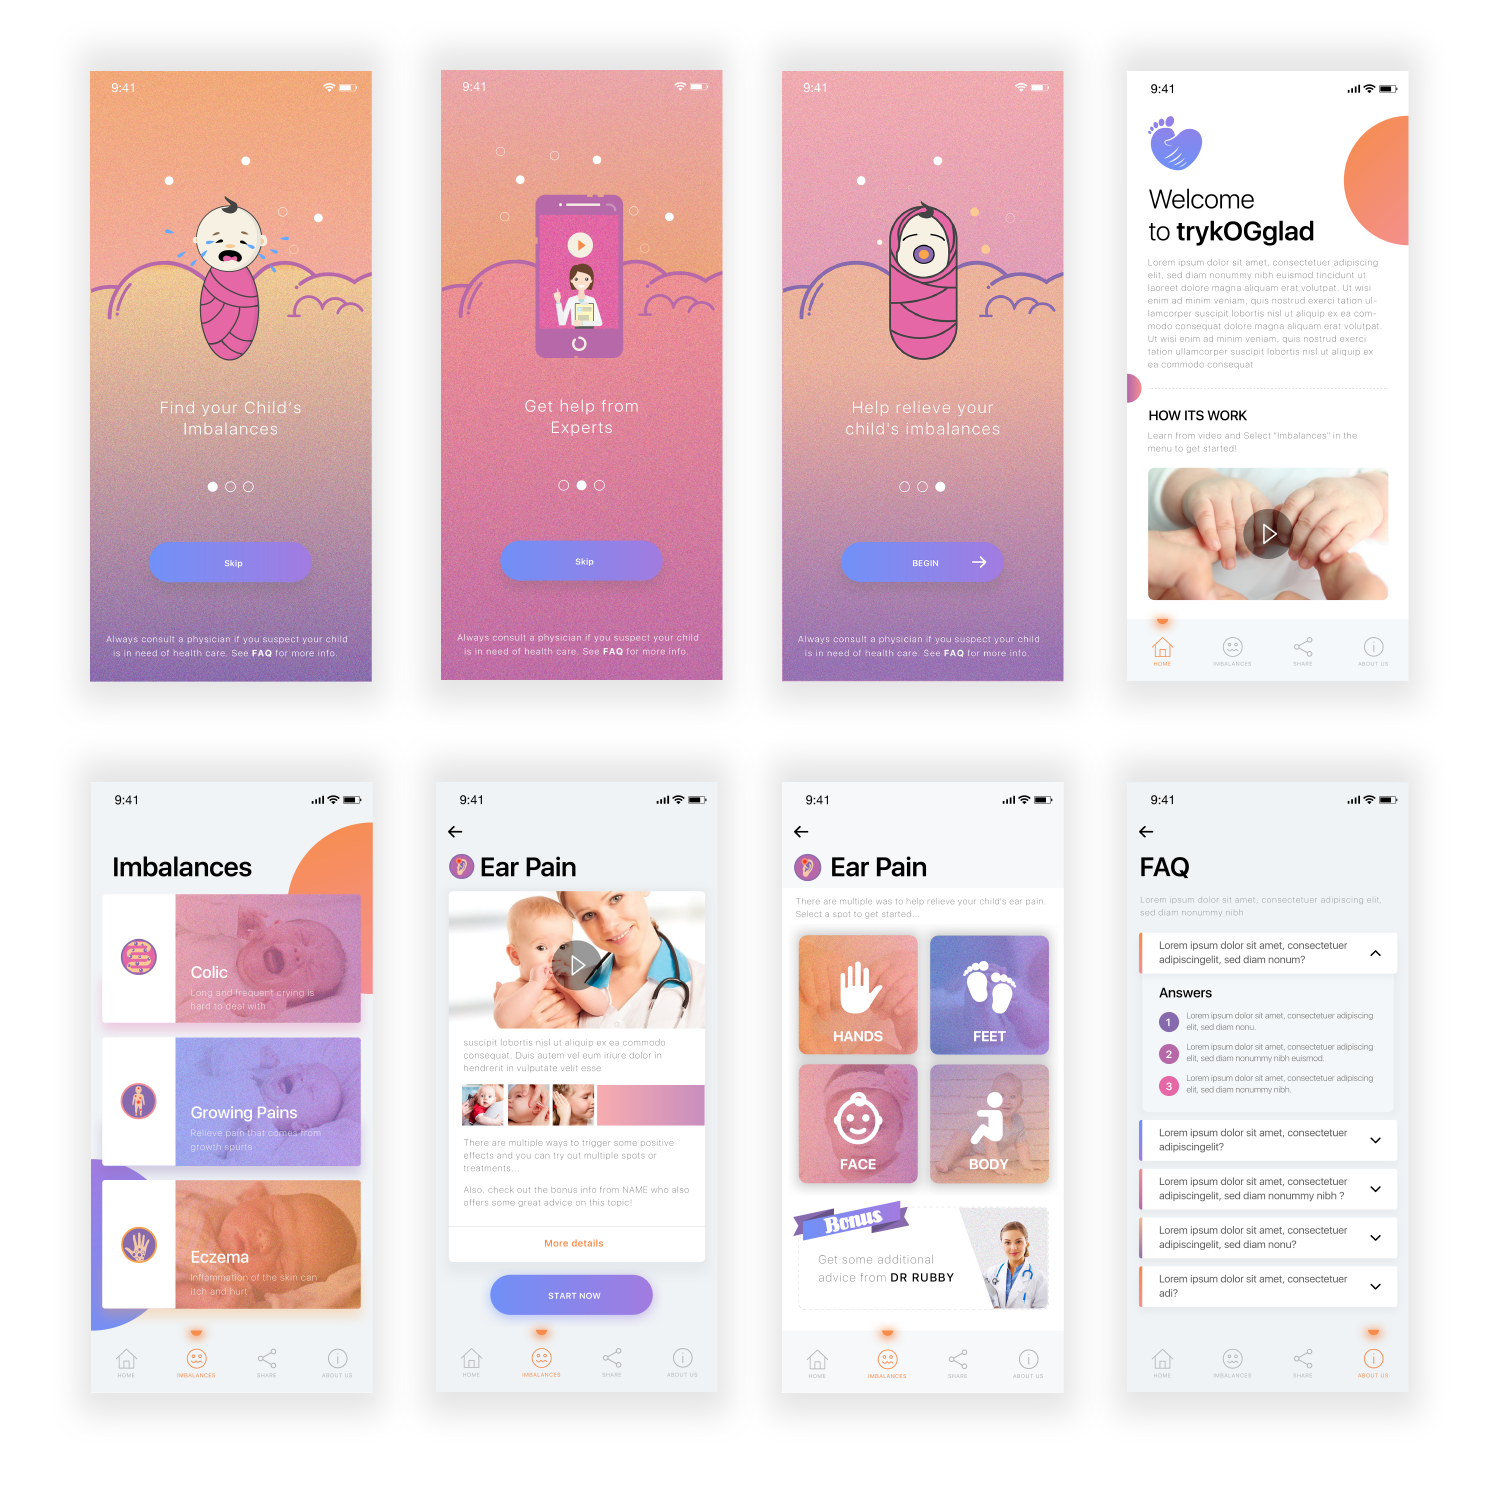 9:41
Find your Child's
Imbalances
Skip
Always consult a physician if you suspect your child
is in need of health care. See FAQ for more info.
9:41
Get help from
Experts
Skip
Always consult a physician if you suspect your child
is in need of health care. See FAQ for more info.
9:41
Help relieve your
child's imbalances
BEGIN
Always consult a physician if you suspect your child
is in need of health care. See FAQ for more info.
9:41
Welcome
to trykOGglad
Lorem ipsum dolor sit amet, consectetuer adipiscing
elit, sed diam nonummy nibh euismod tincidunt ut
laoreet dolore magna aliquam erat volutpat. Ut wisi
enim ad minim veniam, quis nostrud exerci tation ul-
lamcorper suscipit lobortis nisl ut aliquip ex ea com-
modo consequat dolore magna aliquam erat volutpat.
Ut wisi enim ad minim veniam, quis nostrud exerci
tation ullamcorper suscipit lobortis nisl ut aliquip ex
ea commodo consequat
HOW ITS WORK
Learn from video and Select "Imbalances" in the
menu to get started!
HOME
IMBALANCES
SHARE
ABOUT US
9:41
Imbalances
Colic
Long and frequent crying is
hard to deal with
Growing Pains
Relieve pain that comes from
growth spurts
Eczema
Inflammation of the skin can
itch and hurt
HOME
IMBALANCES
SHARE
ABOUT US
9:41
Ear Pain
suscipit lobortis nisl ut aliquip ex ea commodo
consequat. Duis autem vel eum iriure dolor in
hendrerit in vulputate velit esse
There are multiple ways to trigger some positive
effects and you can try out multiple spots or
treatments...
Also, check out the bonus info from NAME who also
offers some great advice on this topic!
More details
START NOW
HOME
IMBALANCES
SHARE
ABOUT US
9:41
Ear Pain
There are multiple was to help relieve your child's ear pain.
Select a spot to get started...
HANDS
FEET
FACE
BODY
Bonus
Get some additional
advice from DR RUBBY
HOME
IMBALANCES
SHARE
ABOUT US
9:41
FAQ
Lorem ipsum dolor sit amet, consectetuer adipiscing elit,
sed diam nonummy nibh
Lorem ipsum dolor sit amet, consectetuer
adipiscingelit, sed diam nonum?
Answers
1
Lorem ipsum dolor sit amet, consectetuer adipiscing
elit, sed diam nonu.
2
Lorem ipsum dolor sit amet, consectetuer adipiscing
elit, sed diam nonummy nibh euismod.
3
Lorem ipsum dolor sit amet, consectetuer adipiscing
elit, sed diam nonummy nibh.
Lorem ipsum dolor sit amet, consectetuer
adipiscingelit?
Lorem ipsum dolor sit amet, consectetuer
adipiscingelit, sed diam nonummy nibh ?
Lorem ipsum dolor sit amet, consectetuer
adipiscingelit, sed diam nonu?
Lorem ipsum dolor sit amet, consectetuer
adi?
HOME
IMBALANCES
SHARE
ABOUT US